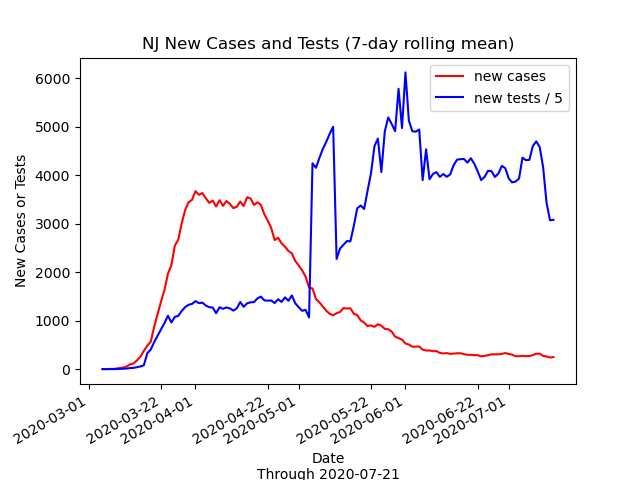 NJ New Cases and Tests (7-day rolling mean)
new cases
new tests / 5
New Cases or Tests
6000
5000
4000
3000
2000
1000
0
2020-03-01
2020-03-22
2020-04-01
2020-04-22
2020-05-01
2020-05-22
2020-06-01
2020-06-22
2020-07-01
Date
Through 2020-07-21